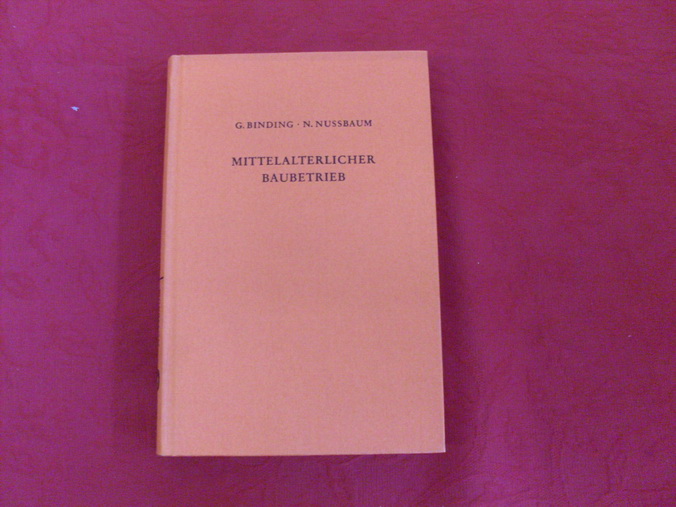 G. BINDING · N. NUSSBAUM
MITTELALTERLICHER
BAUBETRIEB